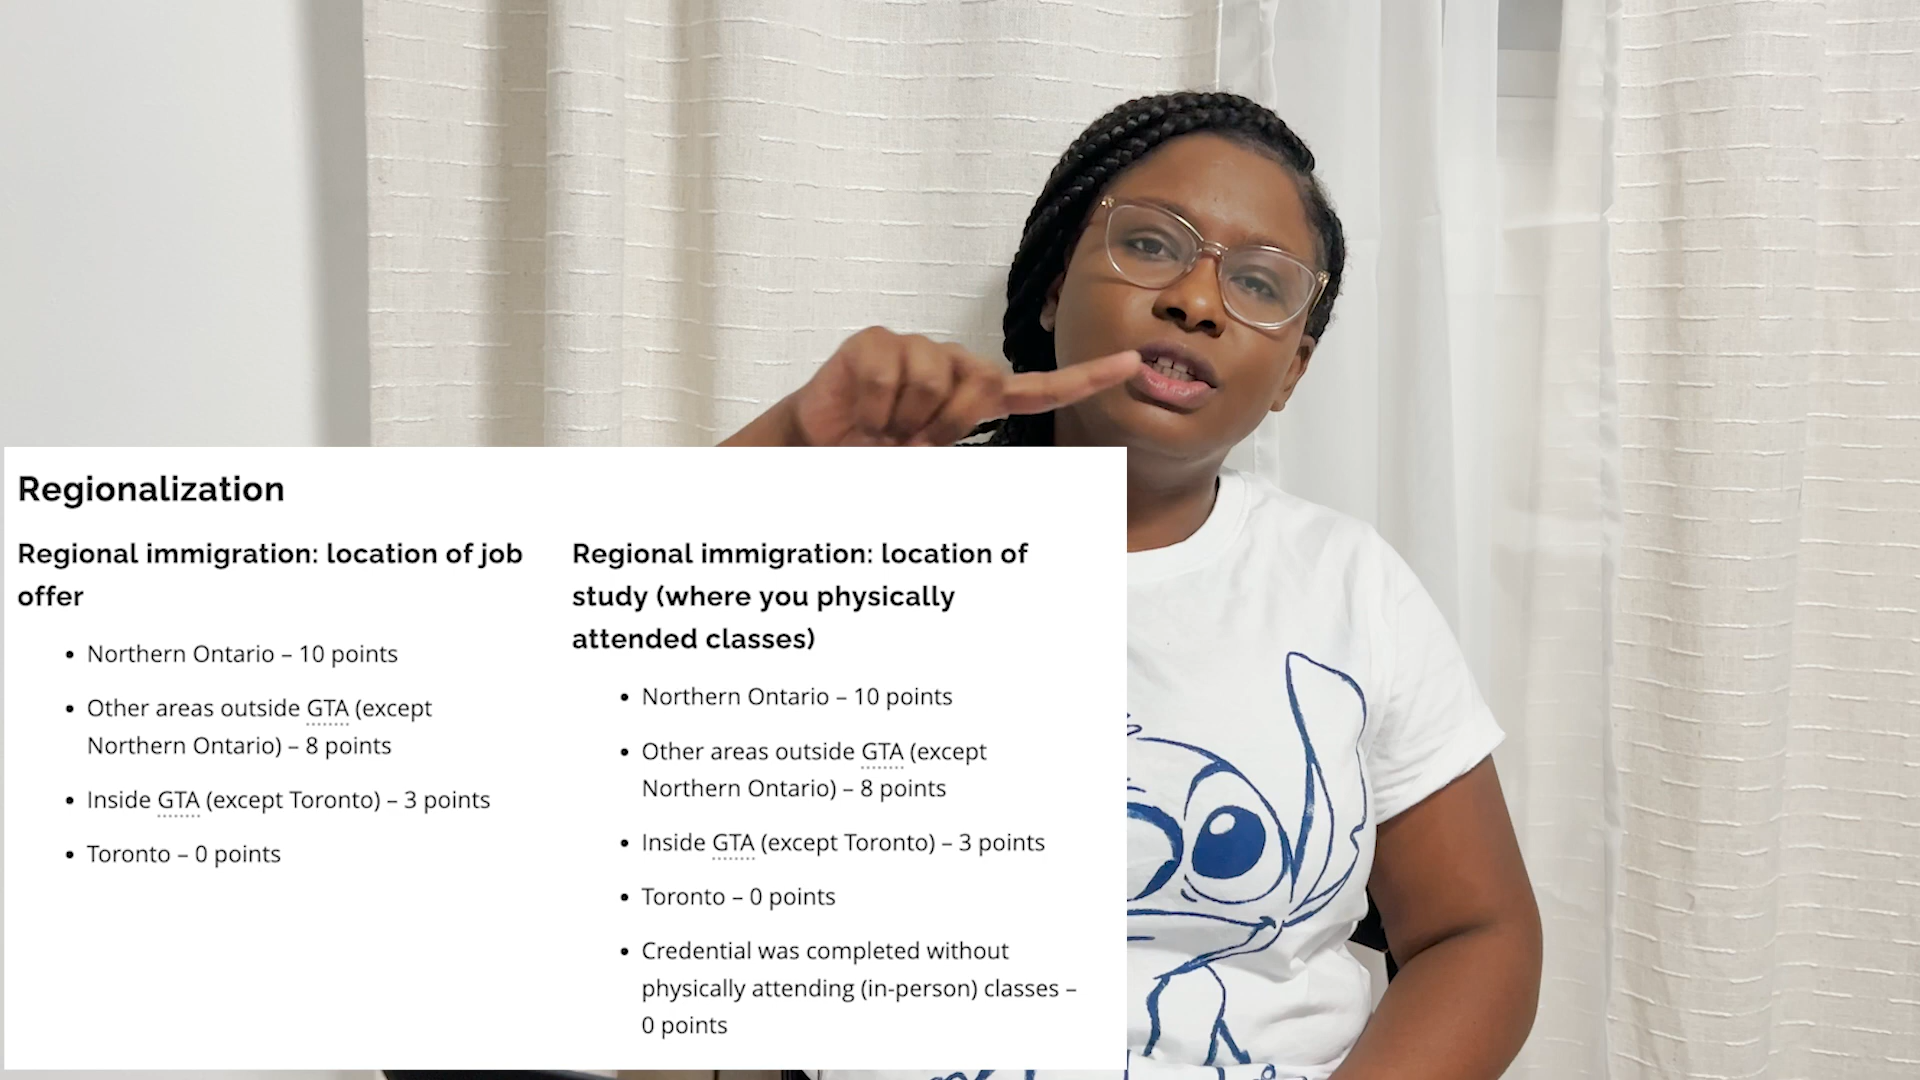 Regionalization
Regional immigration: location of job
offer
• Northern Ontario – 10 points
• Other areas outside GTA (except
Northern Ontario) – 8 points
• Inside GTA (except Toronto) – 3 points
• Toronto – 0 points
Regional immigration: location of
study (where you physically
attended classes)
• Northern Ontario – 10 points
• Other areas outside GTA (except
Northern Ontario) – 8 points
• Inside GTA (except Toronto) – 3 points
• Toronto – 0 points
• Credential was completed without
physically attending (in-person) classes –
0 points